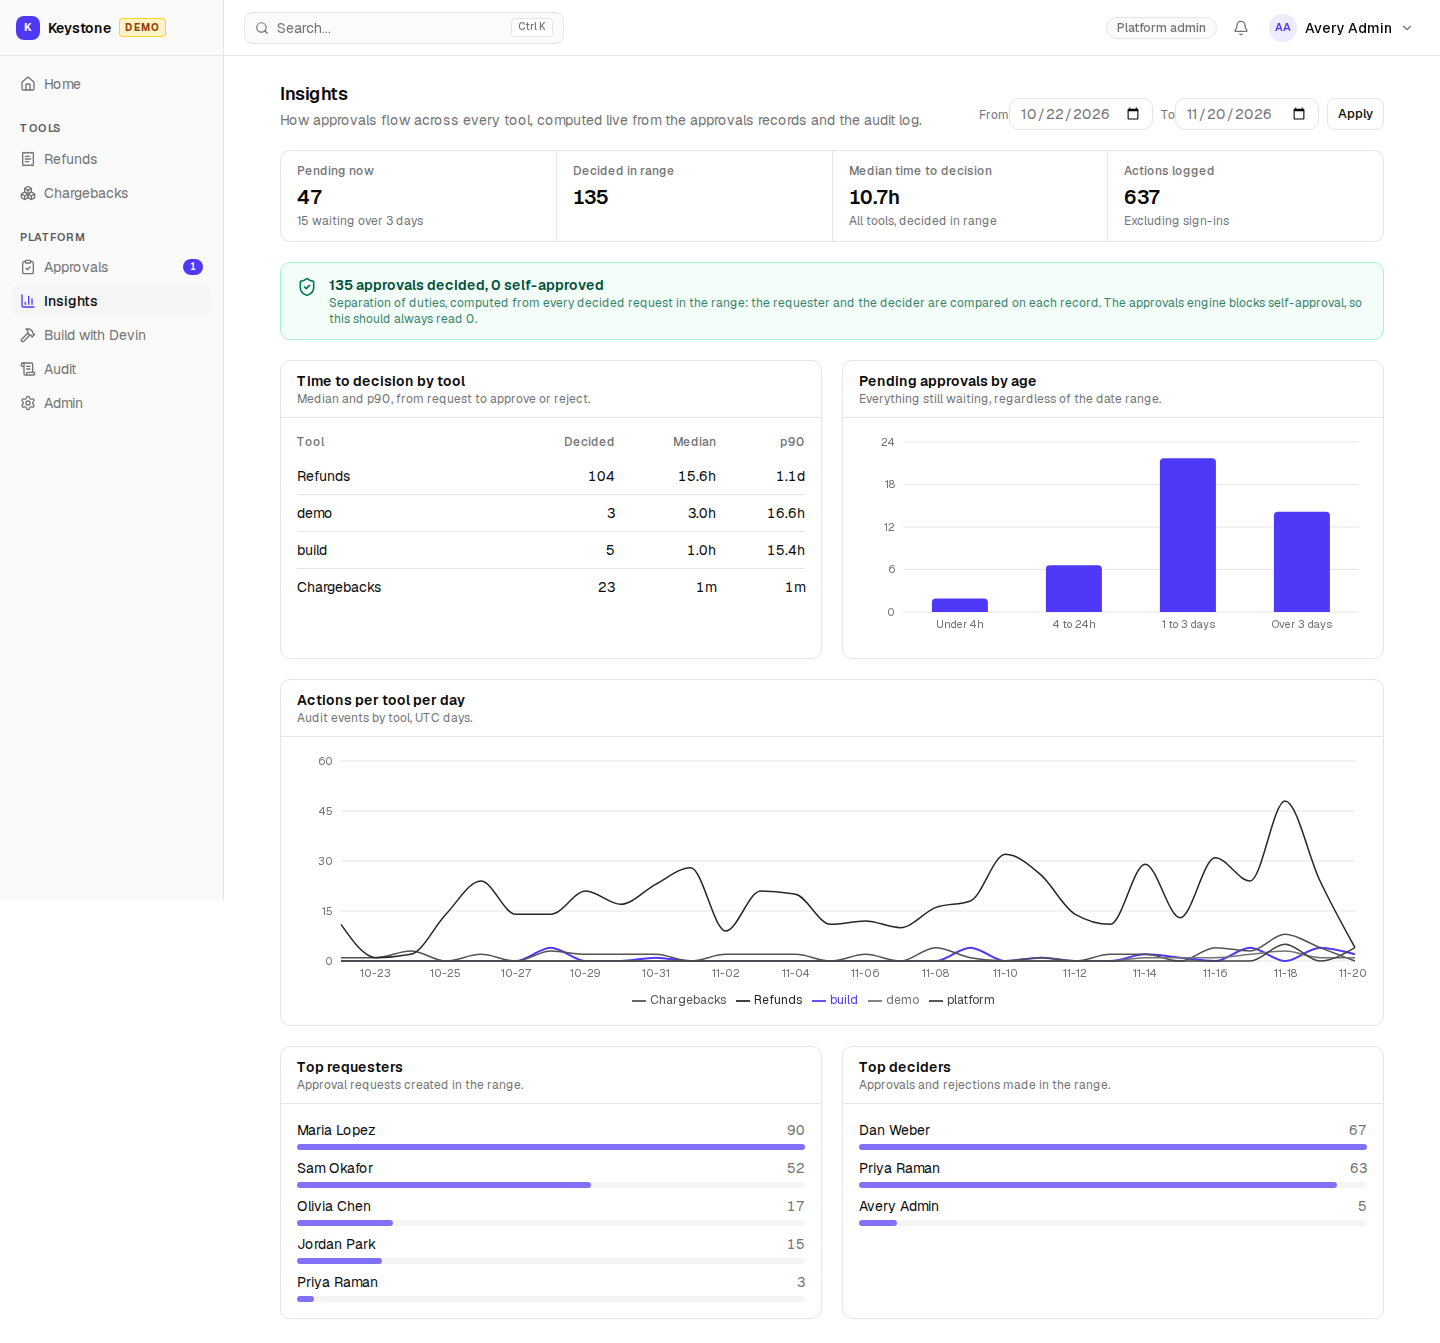 K Keystone DEMO
Search... Ctrl K
Platform admin
AA Avery Admin
Home
TOOLS
Refunds
Chargebacks
PLATFORM
Approvals 1
Insights
Build with Devin
Audit
Admin
Insights
How approvals flow across every tool, computed live from the approvals records and the audit log.
From 10/22/2026 To 11/20/2026 Apply
Pending now
47
15 waiting over 3 days
Decided in range
135
Median time to decision
10.7h
All tools, decided in range
Actions logged
637
Excluding sign-ins
135 approvals decided, 0 self-approved
Separation of duties, computed from every decided request in the range: the requester and the decider are compared on each record. The approvals engine blocks self-approval, so
this should always read 0.
Time to decision by tool
Median and p90, from request to approve or reject.
Tool Decided Median p90
Refunds 104 15.6h 1.1d
demo 3 3.0h 16.6h
build 5 1.0h 15.4h
Chargebacks 23 1m 1m
Pending approvals by age
Everything still waiting, regardless of the date range.
24
18
12
6
0
Under 4h 4 to 24h 1 to 3 days Over 3 days
Actions per tool per day
Audit events by tool, UTC days.
60
45
30
15
0
10-23 10-25 10-27 10-29 10-31 11-02 11-04 11-06 11-08 11-10 11-12 11-14 11-16 11-18 11-20
Chargebacks Refunds build demo platform
Top requesters
Approval requests created in the range.
Maria Lopez 90
Sam Okafor 52
Olivia Chen 17
Jordan Park 15
Priya Raman 3
Top deciders
Approvals and rejections made in the range.
Dan Weber 67
Priya Raman 63
Avery Admin 5